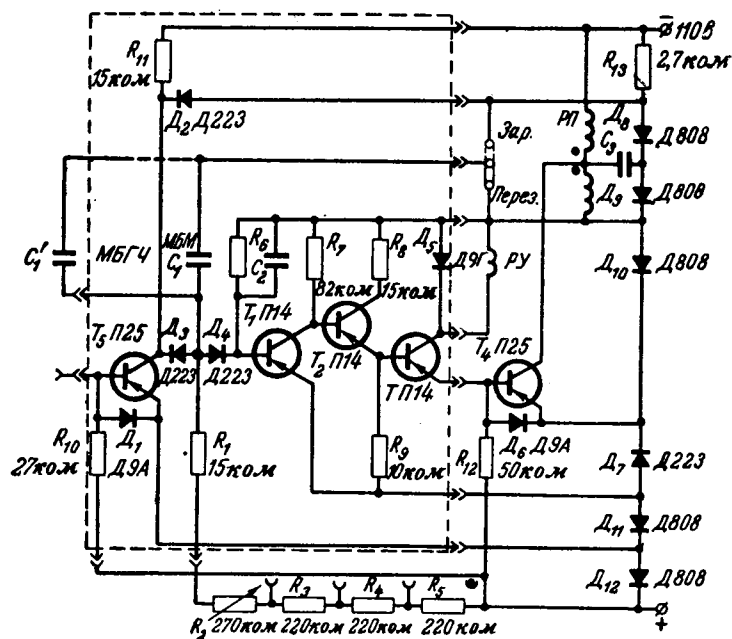 110В
R11
15ком
R13
2,7ком
Д2 Д223
Зар.
РП
Д8
Д808
C3
Перез.
Д9
Д808
C1'
МБГЧ
МБМ
C1
R6
C2
R7
82ком
R8
15ком
Д5
Д9Г
РУ
Д10
Д808
T5 П25
Д3
Д223
Д4
Д223
T1 П14
T2 П14
T П14
T4 П25
R10
27ком
Д1
Д9А
R1
15ком
R9
10ком
R12
50ком
Д6 Д9А
Д7
Д223
Д11
Д808
Д12
Д808
R2
270ком
R3
220ком
R4
220ком
R5
220ком
+